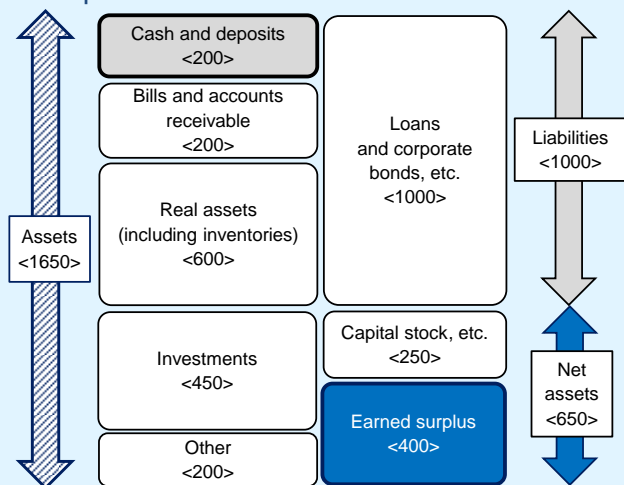 Cash and deposits
<200>
Bills and accounts
receivable
<200>
Real assets
(including inventories)
<600>
Investments
<450>
Other
<200>
Assets
<1650>
Loans
and corporate
bonds, etc.
<1000>
Capital stock, etc.
<250>
Earned surplus
<400>
Liabilities
<1000>
Net
assets
<650>